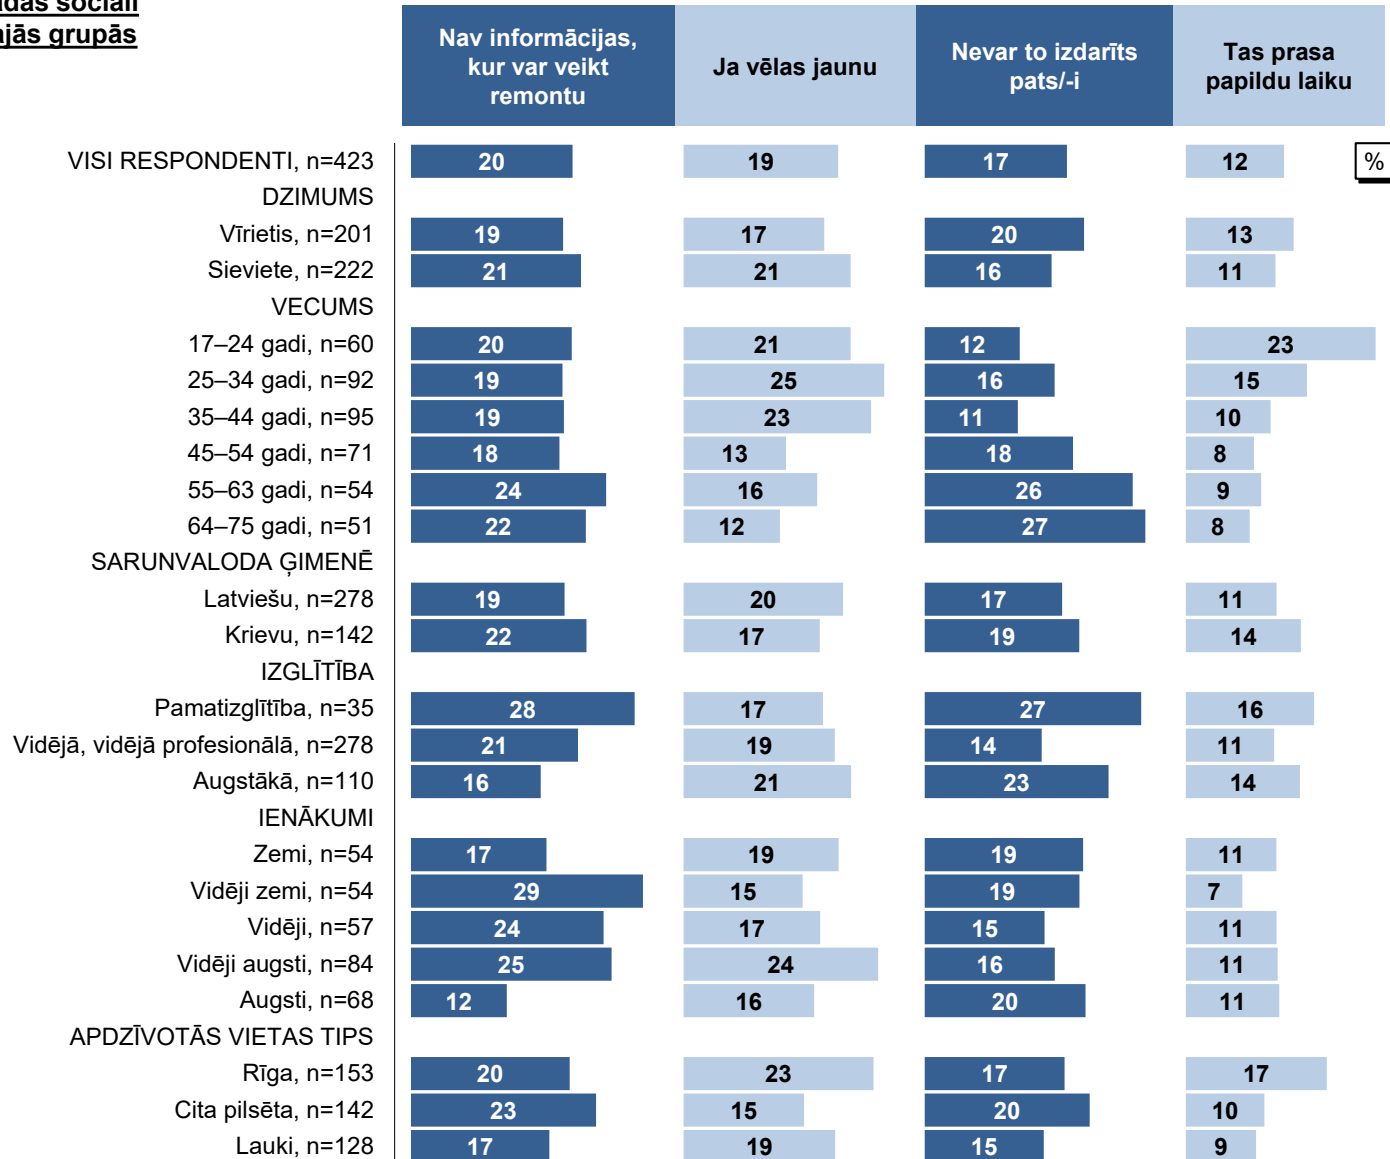 ajās grupās
Nav informācijas,
kur var veikt
remontu
Ja vēlas jaunu
Nevar to izdarīts
pats/-i
Tas prasa
papildu laiku
VISI RESPONDENTI, n=423 20 19 17 12 %
DZIMUMS
Vīrietis, n=201 19 17 20 13
Sieviete, n=222 21 21 16 11
VECUMS
17–24 gadi, n=60 20 21 12 23
25–34 gadi, n=92 19 25 16 15
35–44 gadi, n=95 19 23 11 10
45–54 gadi, n=71 18 13 18 8
55–63 gadi, n=54 24 16 26 9
64–75 gadi, n=51 22 12 27 8
SARUNVALODA ĢIMENĒ
Latviešu, n=278 19 20 17 11
Krievu, n=142 22 17 19 14
IZGLĪTĪBA
Pamatizglītība, n=35 28 17 27 16
Vidējā, vidējā profesionālā, n=278 21 19 14 11
Augstākā, n=110 16 21 23 14
IENĀKUMI
Zemi, n=54 17 19 19 11
Vidēji zemi, n=54 29 15 19 7
Vidēji, n=57 24 17 15 11
Vidēji augsti, n=84 25 24 16 11
Augsti, n=68 12 16 20 11
APDZĪVOTĀS VIETAS TIPS
Rīga, n=153 20 23 17 17
Cita pilsēta, n=142 23 15 20 10
Lauki, n=128 17 19 15 9